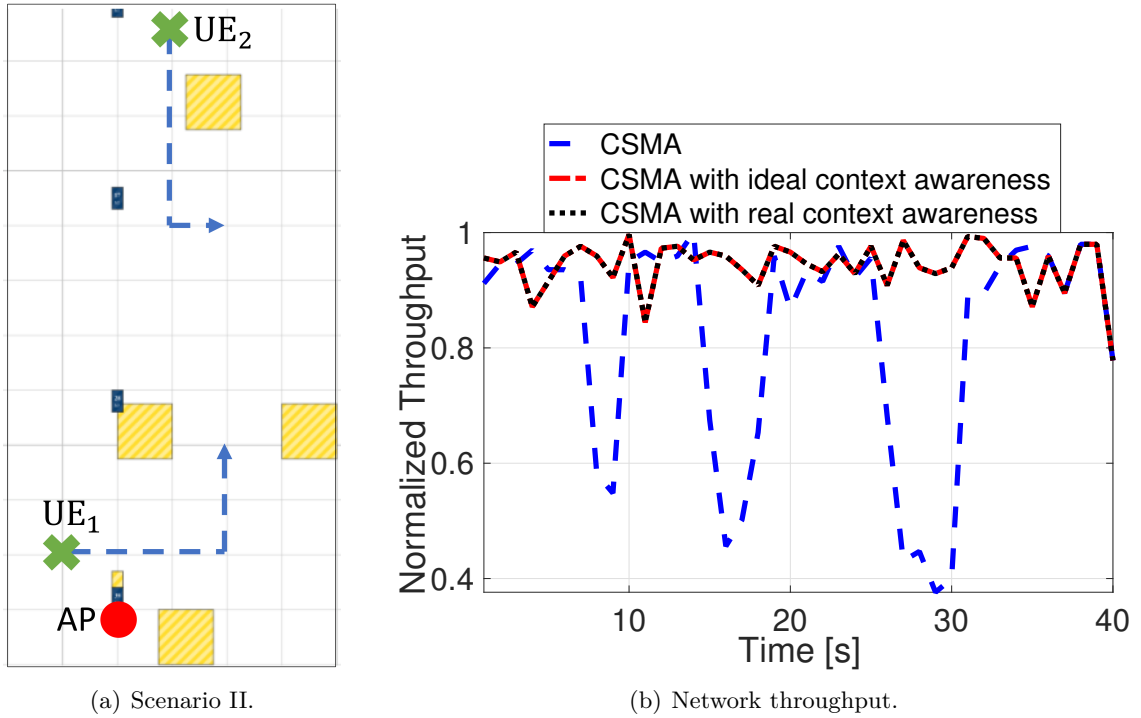 UE2
UE1
AP
(a) Scenario II.
CSMA
CSMA with ideal context awareness
CSMA with real context awareness
Normalized Throughput
1
0.8
0.6
0.4
10 20 30 40
Time [s]
(b) Network throughput.